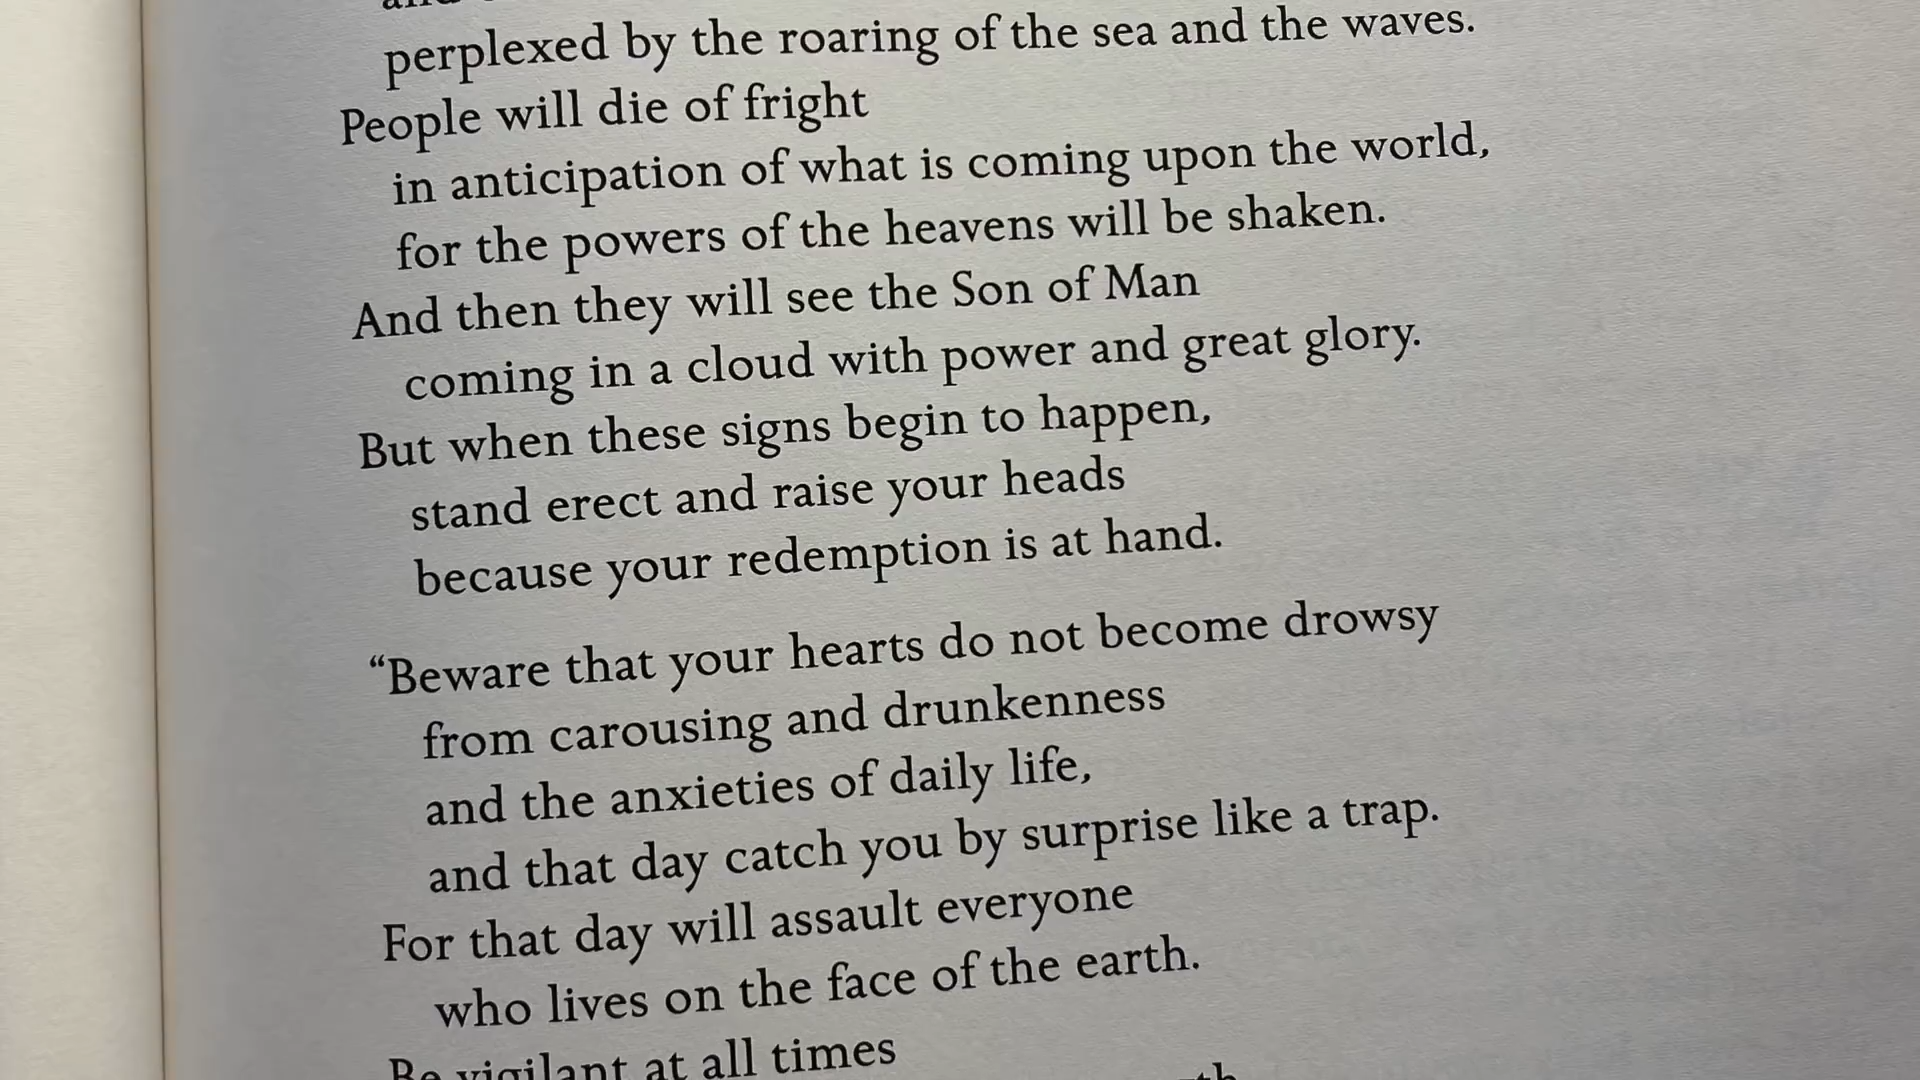 perplexed by the roaring of the sea and the waves.
People will die of fright
in anticipation of what is coming upon the world,
for the powers of the heavens will be shaken.
And then they will see the Son of Man
coming in a cloud with power and great glory.
But when these signs begin to happen,
stand erect and raise your heads
because your redemption is at hand.
“Beware that your hearts do not become drowsy
from carousing and drunkenness
and the anxieties of daily life,
and that day catch you by surprise like a trap.
For that day will assault everyone
who lives on the face of the earth.
Be vigilant at all times